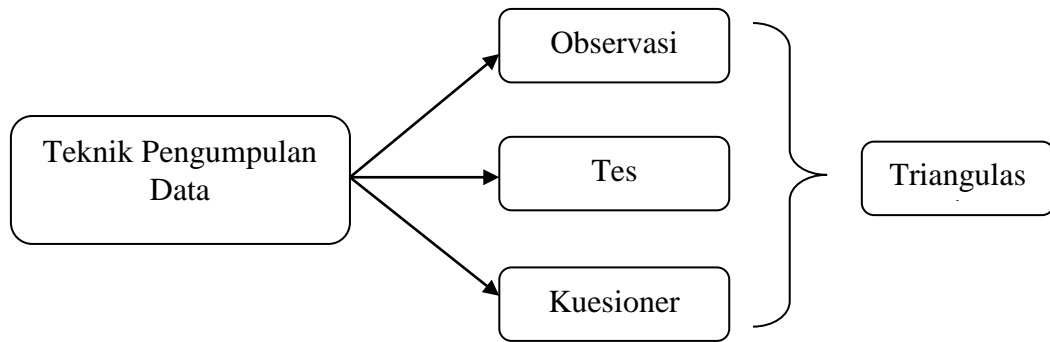 Observasi
Teknik Pengumpulan
Data
Tes
Triangulas
Kuesioner